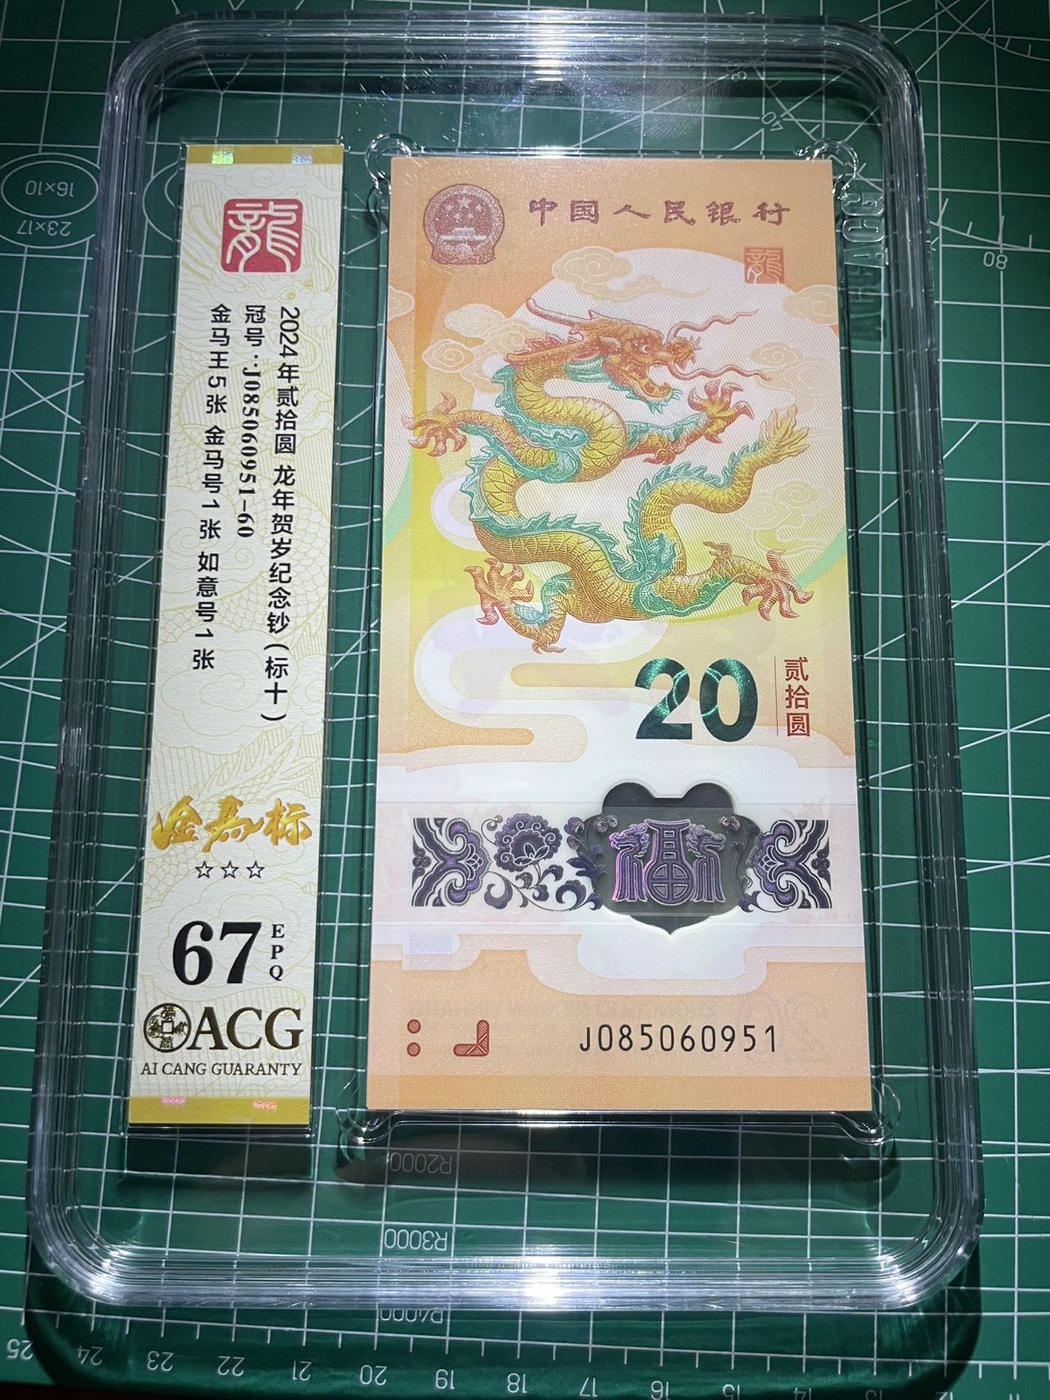 龍
2024年贰拾圆 龙年贺岁纪念钞(标十)
冠号:J085060951-60
金马王5张 金马号1张 如意号1张
金马标
☆☆☆
67
EPQ
ACG
AI CANG GUARANTY
中国人民银行
龍
20
贰拾圆
福
J085060951
16×10
23×17
80
R2000
R3000
R4000
25
24
23
22
21
20
19
18
17
16
15